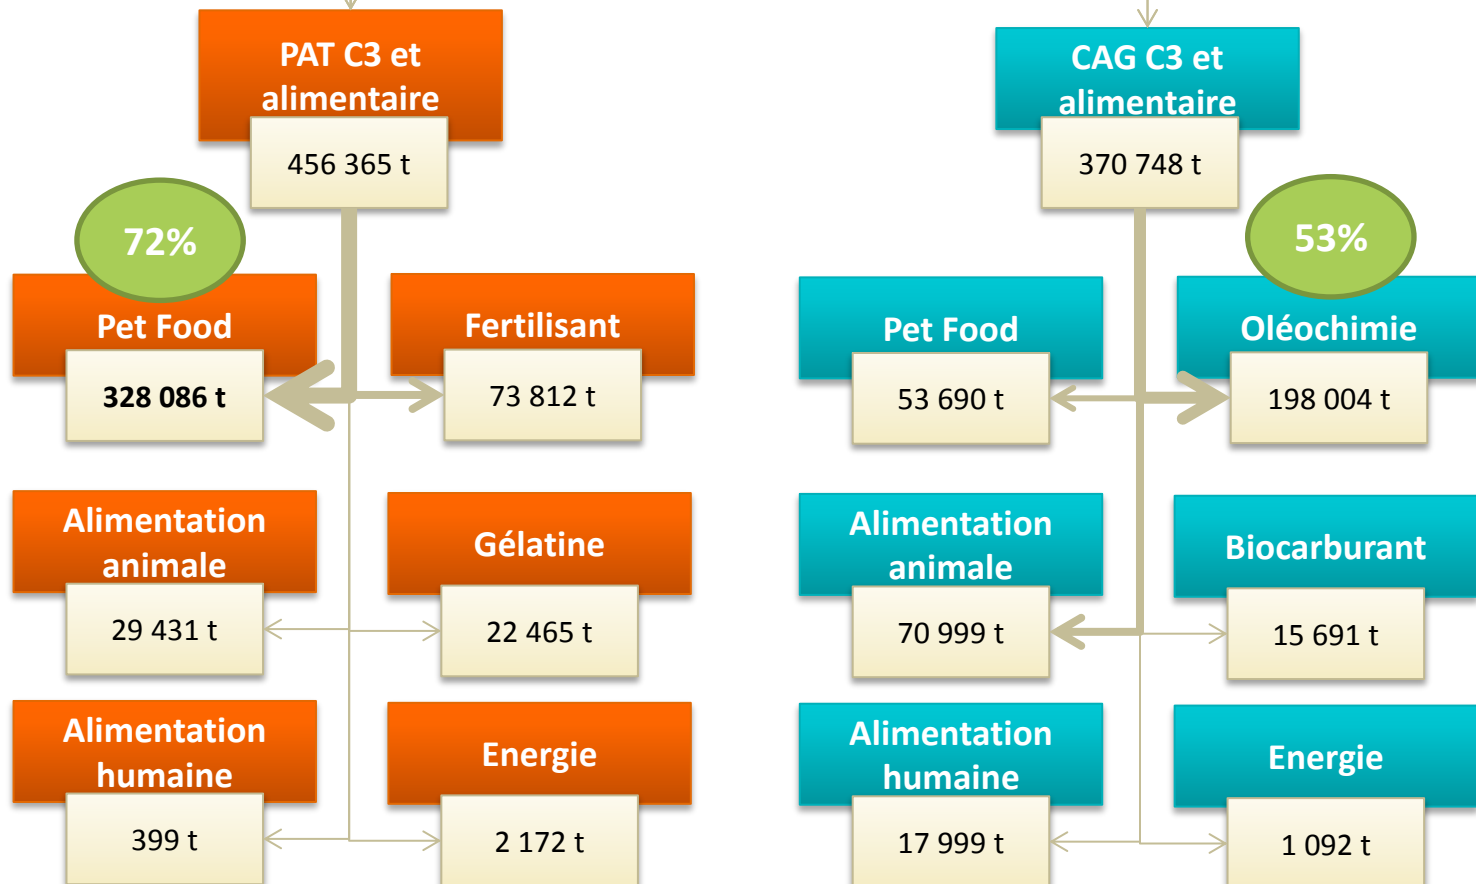 PAT C3 et
alimentaire
456 365 t
72%
Pet Food
328 086 t
Fertilisant
73 812 t
Alimentation
animale
29 431 t
Gélatine
22 465 t
Alimentation
humaine
399 t
Energie
2 172 t
CAG C3 et
alimentaire
370 748 t
53%
Pet Food
53 690 t
Oléochimie
198 004 t
Alimentation
animale
70 999 t
Biocarburant
15 691 t
Alimentation
humaine
17 999 t
Energie
1 092 t